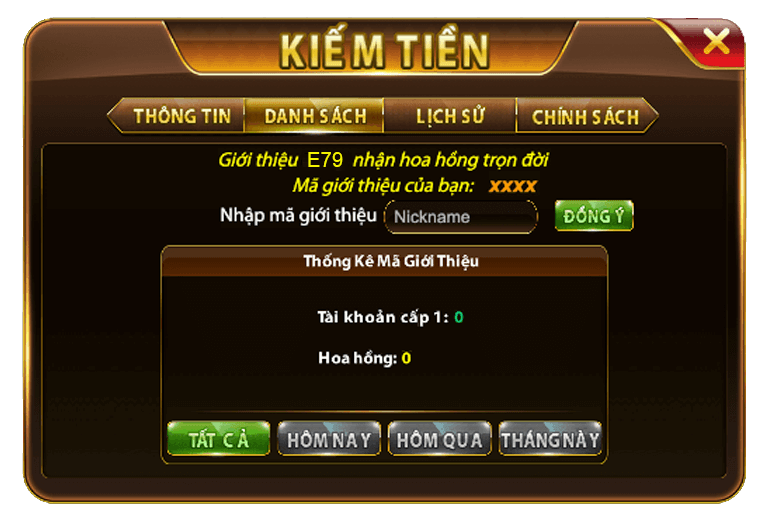 KIẾM TIỀN
THÔNG TIN DANH SÁCH LỊCH SỬ CHÍNH SÁCH
Giới thiệu E79 nhận hoa hồng trọn đời
Mã giới thiệu của bạn: xxxx
Nhập mã giới thiệu Nickname ĐỒNG Ý
Thống Kê Mã Giới Thiệu
Tài khoản cấp 1: 0
Hoa hồng: 0
TẤT CẢ HÔM NAY HÔM QUA THÁNG NÀY